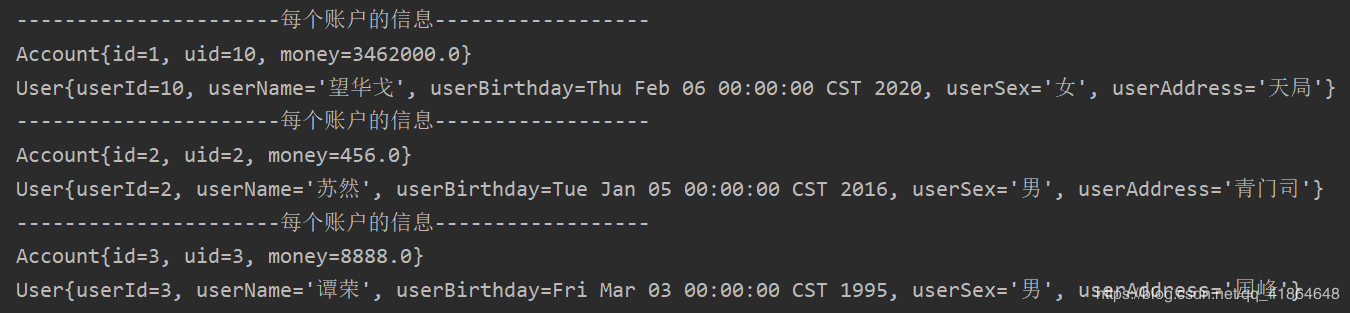 ----------------------每个账户的信息------------------
Account{id=1, uid=10, money=3462000.0}
User{userId=10, userName='望华戈', userBirthday=Thu Feb 06 00:00:00 CST 2020, userSex='女', userAddress='天局'}
----------------------每个账户的信息------------------
Account{id=2, uid=2, money=456.0}
User{userId=2, userName='苏然', userBirthday=Tue Jan 05 00:00:00 CST 2016, userSex='男', userAddress='青门司'}
----------------------每个账户的信息------------------
Account{id=3, uid=3, money=8888.0}
User{userId=3, userName='谭荣', userBirthday=Fri Mar 03 00:00:00 CST 1995, userSex='男', userAddress='国峰'}
https://blog.csdn.net/qq_41864648